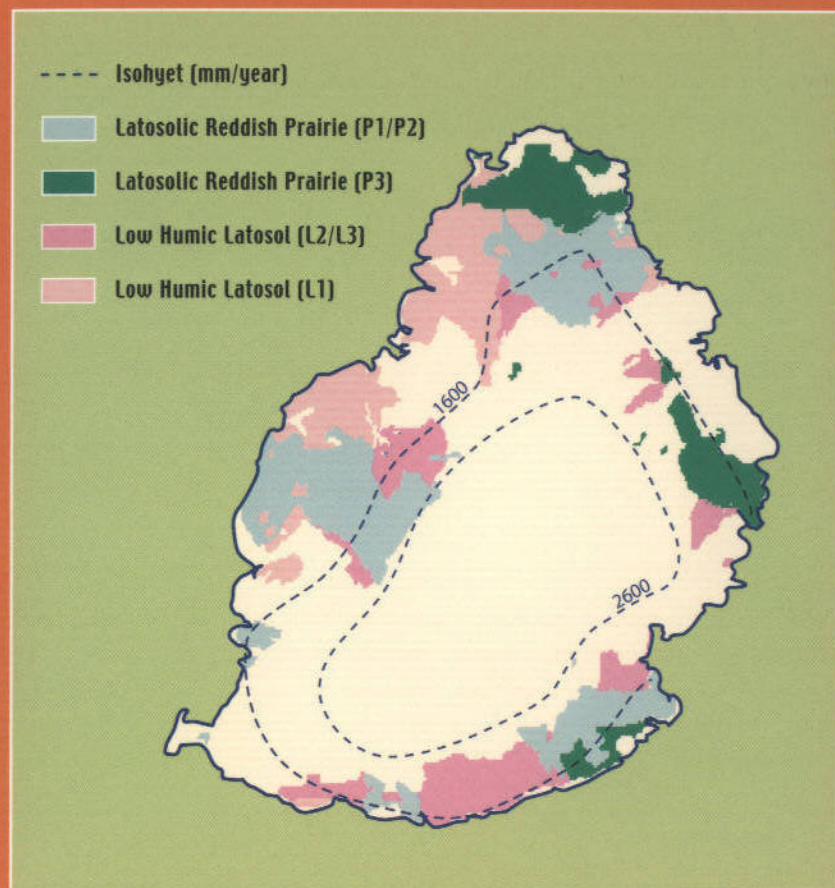 Isohyet (mm/year)
Latosolic Reddish Prairie (P1/P2)
Latosolic Reddish Prairie (P3)
Low Humic Latosol (L2/L3)
Low Humic Latosol (L1)
1600
2600